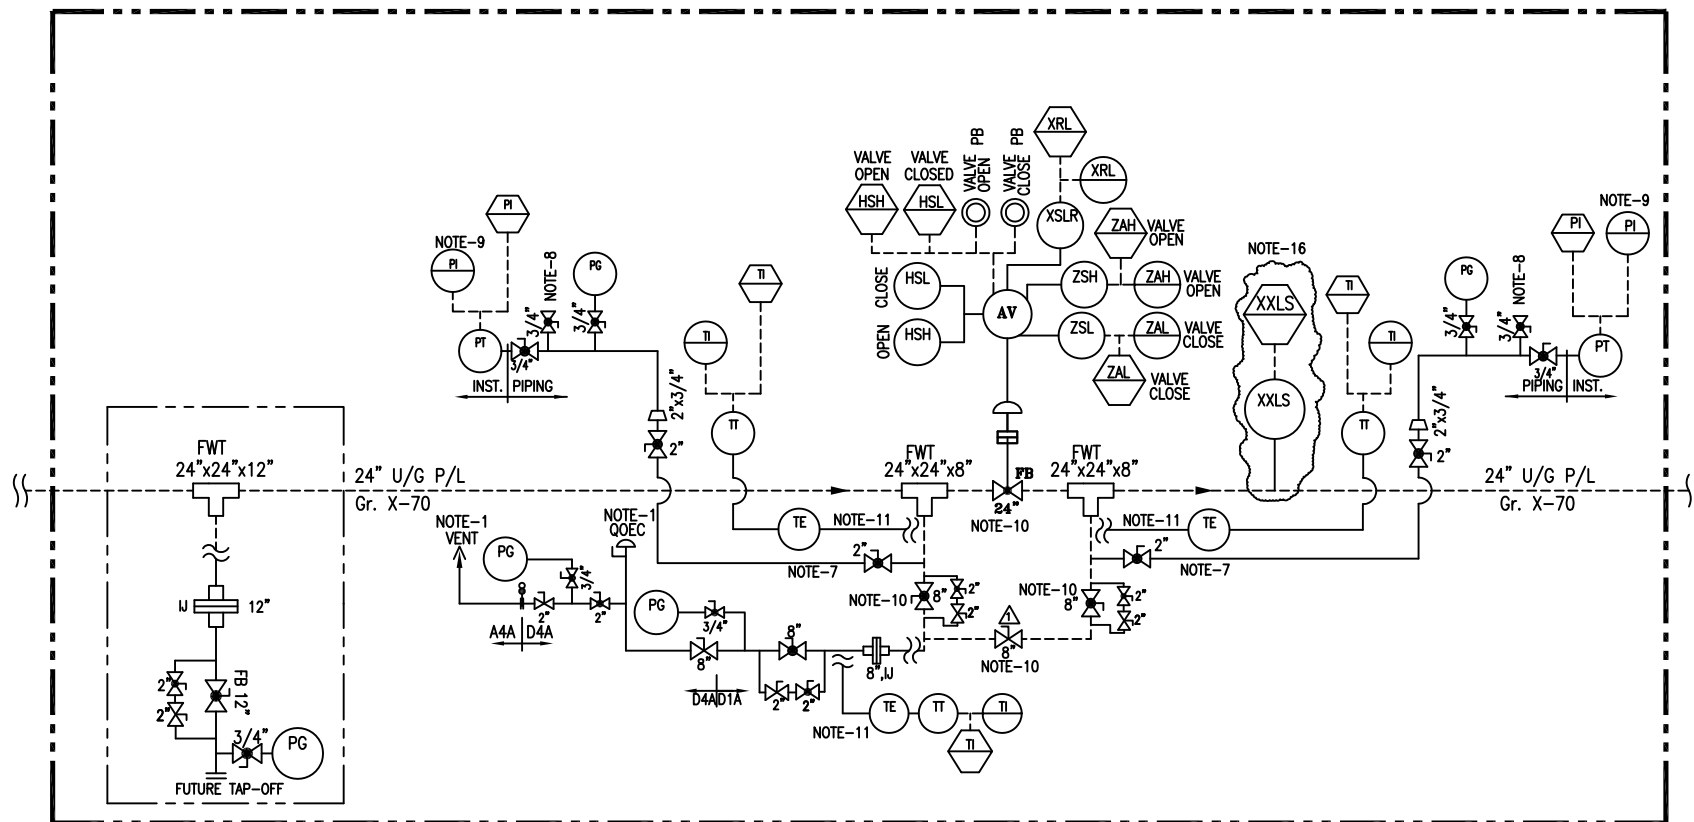 XRL
PB
PB
VALVE
OPEN
VALVE
CLOSED
VALVE
OPEN
VALVE
CLOSE
XRL
HSH
HSL
XSLR
ZAH
VALVE
OPEN
PI
NOTE-9
PI
NOTE-8
PG
3/4"
3/4"
PT
3/4"
INST.
PIPING
TI
TI
TT
2"x3/4"
2"
CLOSE
HSL
OPEN
HSH
AV
ZSH
ZAH
VALVE
OPEN
ZSL
ZAL
VALVE
CLOSE
ZAL
VALVE
CLOSE
NOTE-16
XXLS
XXLS
TI
TI
TT
PG
NOTE-8
3/4"
3/4"
PI
NOTE-9
PI
PT
3/4"
PIPING
INST.
2"x3/4"
2"
FWT
24"x24"x12"
24" U/G P/L
Gr. X-70
FWT
24"x24"x8"
FB
24"
NOTE-10
FWT
24"x24"x8"
24" U/G P/L
Gr. X-70
NOTE-1
VENT
PG
3/4"
NOTE-1
QOEC
TE
NOTE-11
NOTE-11
TE
2"
NOTE-7
2"
NOTE-7
2"
2"
A4A
D4A
PG
3/4"
8"
8"
D4A
D1A
2"
2"
8",IJ
NOTE-10
8"
2"
2"
1
8"
NOTE-10
NOTE-10
8"
2"
2"
NOTE-11
TE
TT
TI
TI
IJ
12"
2"
2"
FB 12"
3/4"
PG
FUTURE TAP-OFF